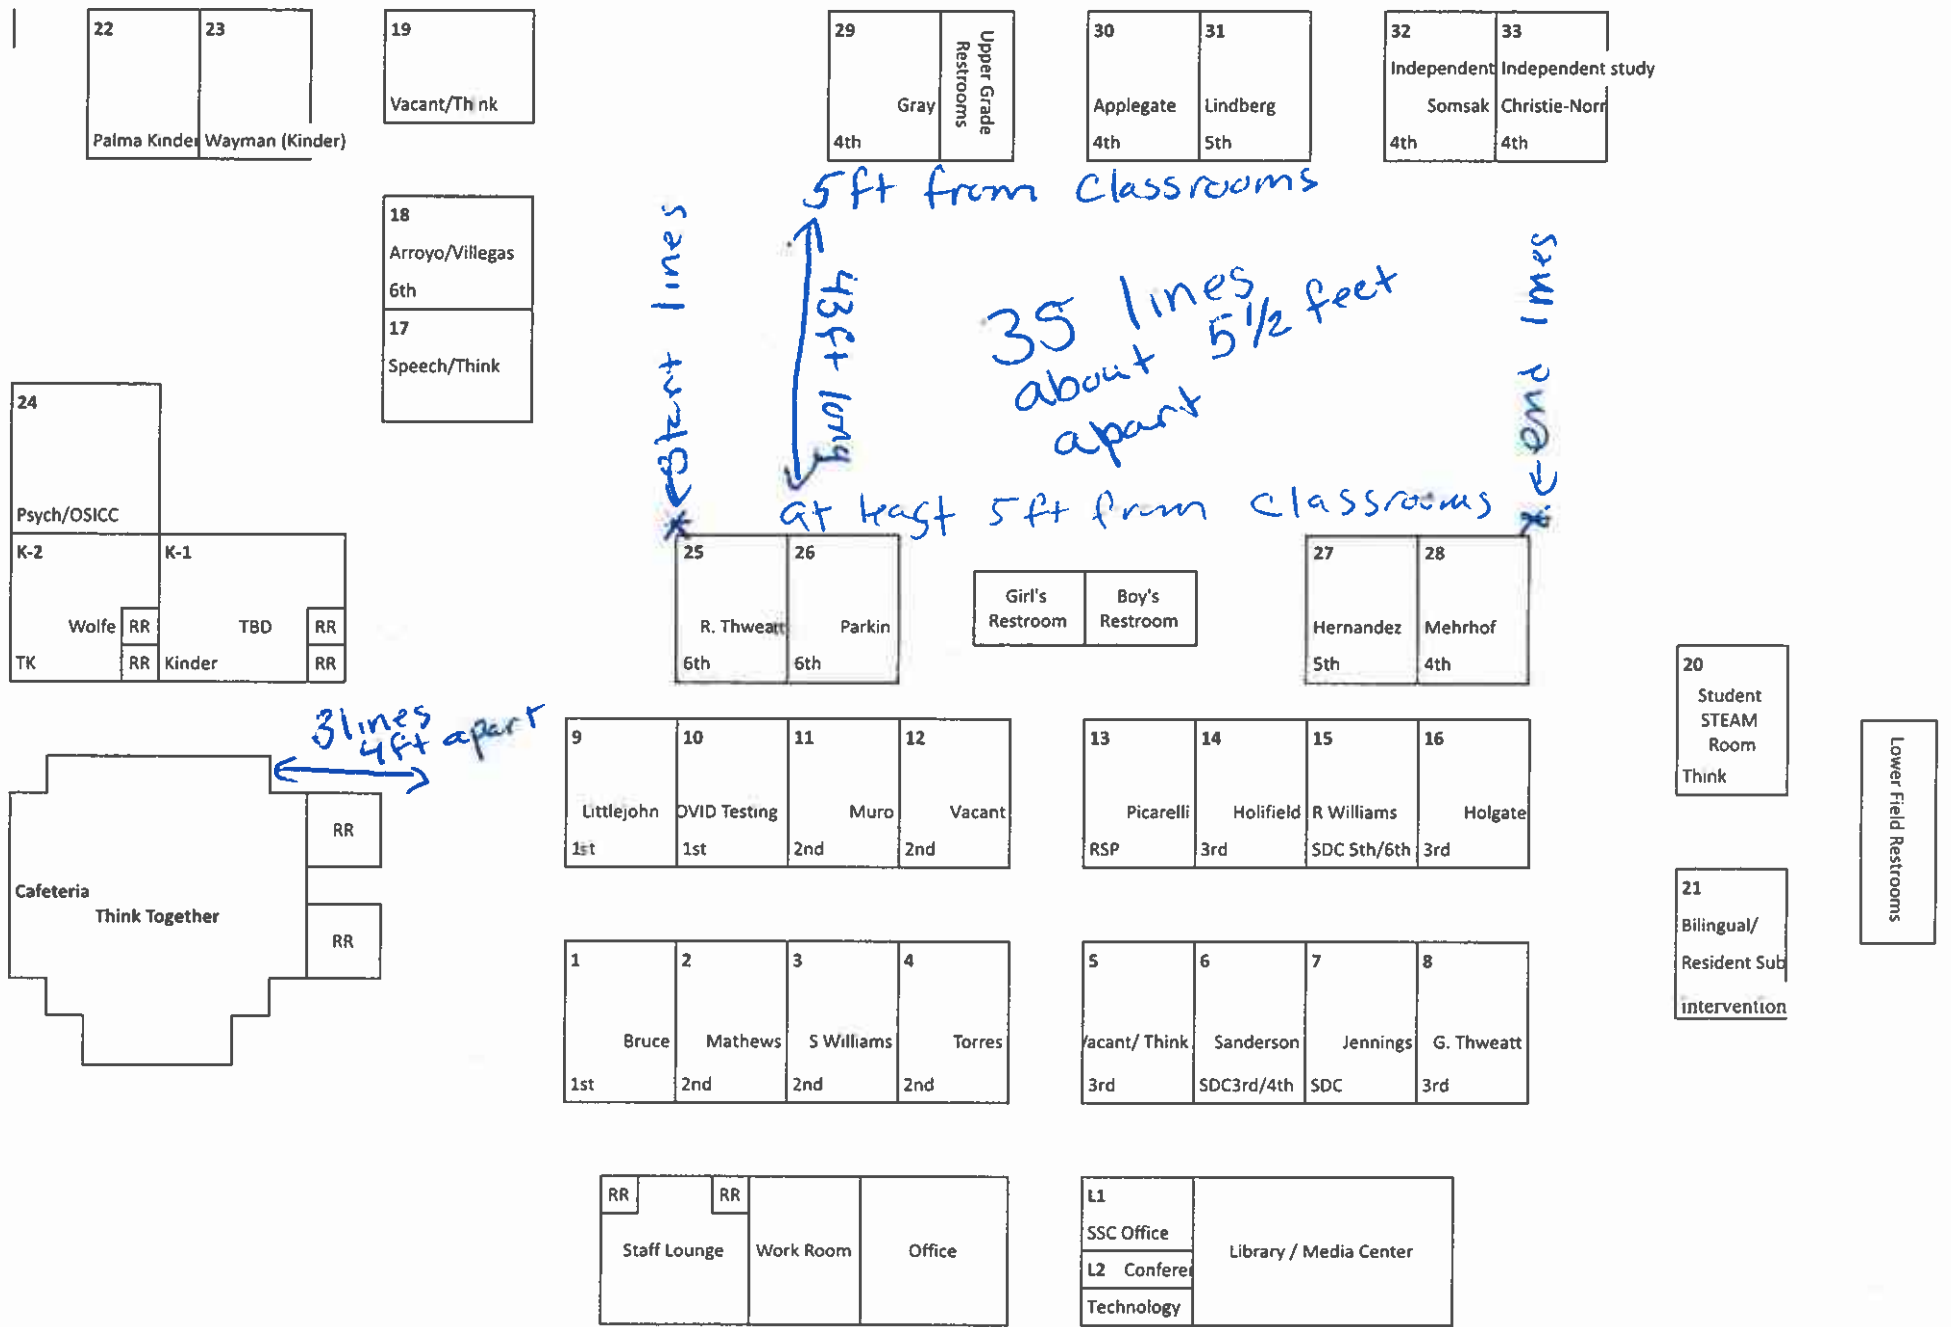 22
23
19
29
Upper Grade
Restrooms
30
31
32
33
Independent
Independent study
Vacant/Think
Gray
Applegate
Lindberg
Somsak
Christie-Norr
Palma Kinder
Wayman (Kinder)
4th
4th
5th
4th
4th
5ft from Classrooms
18
Arroyo/Villegas
6th
17
Speech/Think
start lines
43ft long
35 lines
about 5 1/2 feet
apart
end lines
at least 5ft from Classrooms
24
Psych/OSICC
K-2
K-1
Wolfe
RR
TBD
RR
TK
RR
Kinder
RR
25
26
R. Thweatt
Parkin
6th
6th
Girl's
Restroom
Boy's
Restroom
27
28
Hernandez
Mehrhof
5th
4th
20
Student
STEAM
Room
Think
Lower Field Restrooms
3 lines
4ft apart
9
10
11
12
Littlejohn
OVID Testing
Muro
Vacant
1st
1st
2nd
2nd
13
14
15
16
Picarelli
Holifield
R Williams
Holgate
RSP
3rd
SDC 5th/6th
3rd
RR
Cafeteria
Think Together
RR
21
Bilingual/
Resident Sub
intervention
1
2
3
4
Bruce
Mathews
S Williams
Torres
1st
2nd
2nd
2nd
5
6
7
8
Vacant/ Think
Sanderson
Jennings
G. Thweatt
3rd
SDC3rd/4th
SDC
3rd
RR
RR
Staff Lounge
Work Room
Office
L1
SSC Office
L2 Conferen
Technology
Library / Media Center